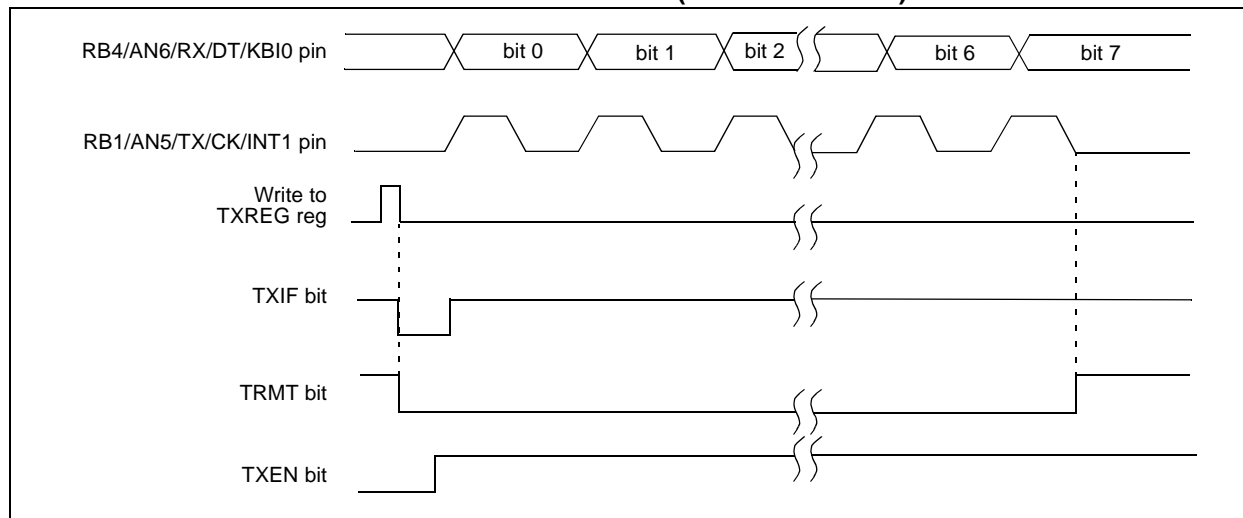 RB4/AN6/RX/DT/KBI0 pin
bit 0 bit 1 bit 2 bit 6 bit 7
RB1/AN5/TX/CK/INT1 pin
Write to
TXREG reg
TXIF bit
TRMT bit
TXEN bit